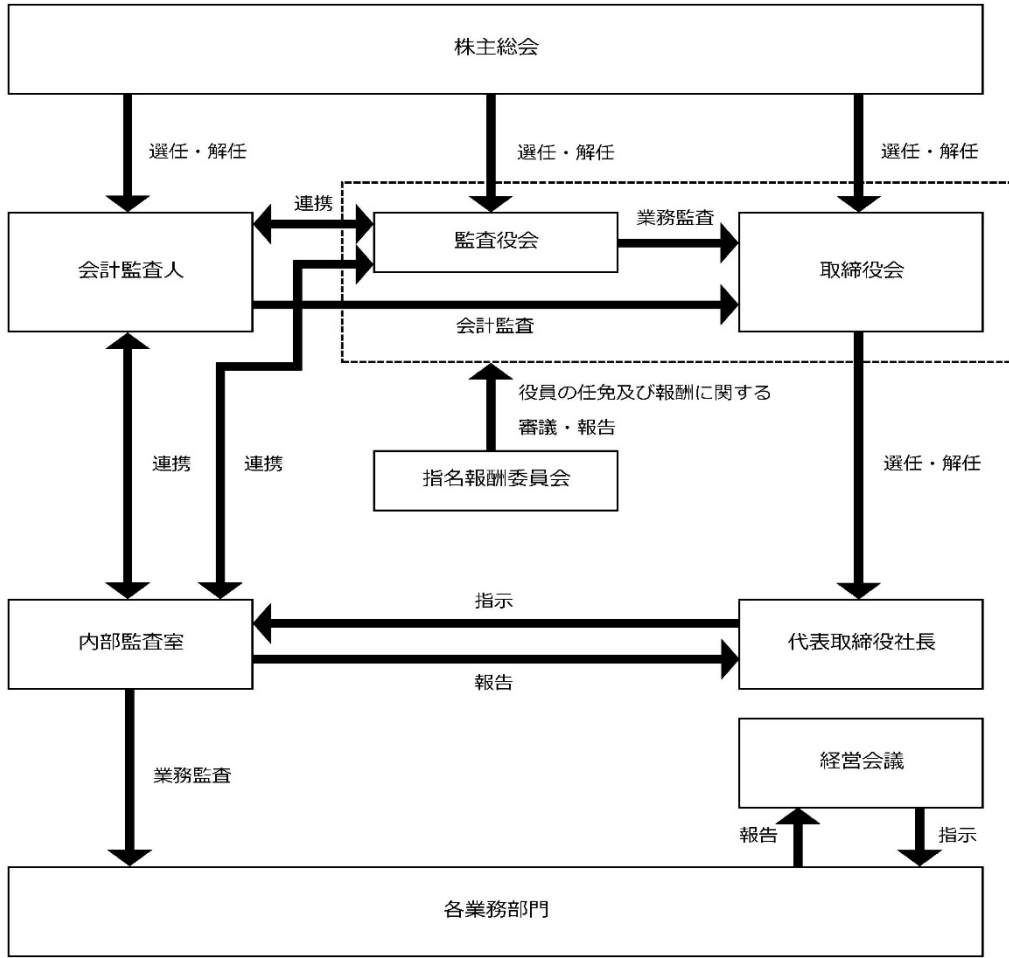 株主総会
選任・解任
選任・解任
選任・解任
連携
業務監査
会計監査人
監査役会
取締役会
会計監査
役員の任免及び報酬に関する
審議・報告
連携
連携
指名報酬委員会
選任・解任
指示
内部監査室
代表取締役社長
報告
業務監査
経営会議
報告
指示
各業務部門